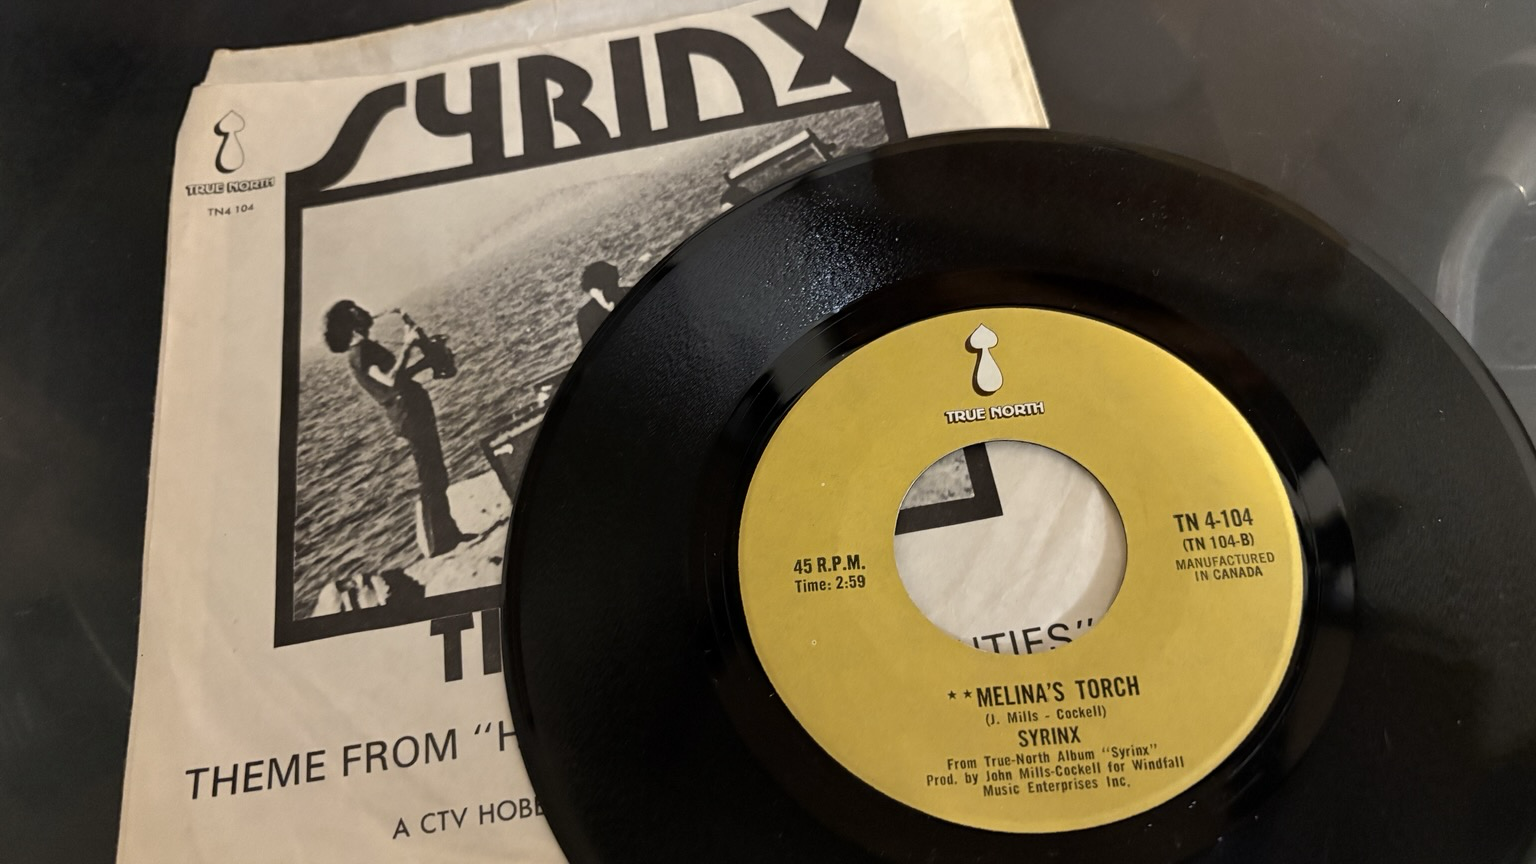 SYRINX
TRUE NORTH
TN4 104
THEME FROM "H
A CTV HOBB
TRUE NORTH
45 R.P.M.
Time: 2:59
TN 4-104
(TN 104-B)
MANUFACTURED
IN CANADA
ITIES"
**MELINA'S TORCH
(J. Mills - Cockell)
SYRINX
From True-North Album "Syrinx"
Prod. by John Mills-Cockell for Windfall
Music Enterprises Inc.